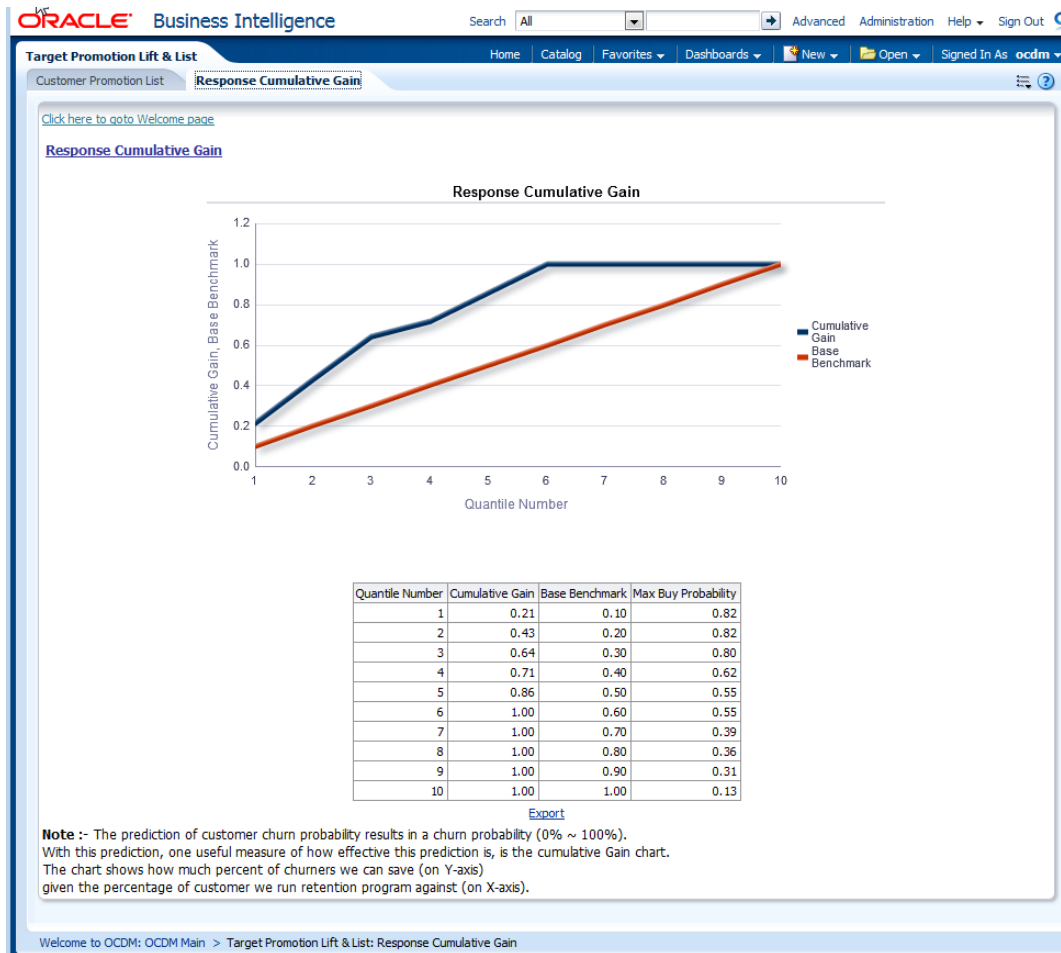 ORACLE Business Intelligence
Search All Advanced Administration Help Sign Out
Target Promotion Lift & List
Home Catalog Favorites Dashboards New Open Signed In As ocdm
Customer Promotion List Response Cumulative Gain
Click here to goto Welcome page
Response Cumulative Gain
Response Cumulative Gain
Cumulative Gain, Base Benchmark
1.2
1.0
0.8
0.6
0.4
0.2
0.0
1 2 3 4 5 6 7 8 9 10
Quantile Number
Cumulative
Gain
Base
Benchmark
Quantile Number Cumulative Gain Base Benchmark Max Buy Probability
1 0.21 0.10 0.82
2 0.43 0.20 0.82
3 0.64 0.30 0.80
4 0.71 0.40 0.62
5 0.86 0.50 0.55
6 1.00 0.60 0.55
7 1.00 0.70 0.39
8 1.00 0.80 0.36
9 1.00 0.90 0.31
10 1.00 1.00 0.13
Export
Note :- The prediction of customer churn probability results in a churn probability (0% ~ 100%).
With this prediction, one useful measure of how effective this prediction is, is the cumulative Gain chart.
The chart shows how much percent of churners we can save (on Y-axis)
given the percentage of customer we run retention program against (on X-axis).
Welcome to OCDM: OCDM Main > Target Promotion Lift & List: Response Cumulative Gain